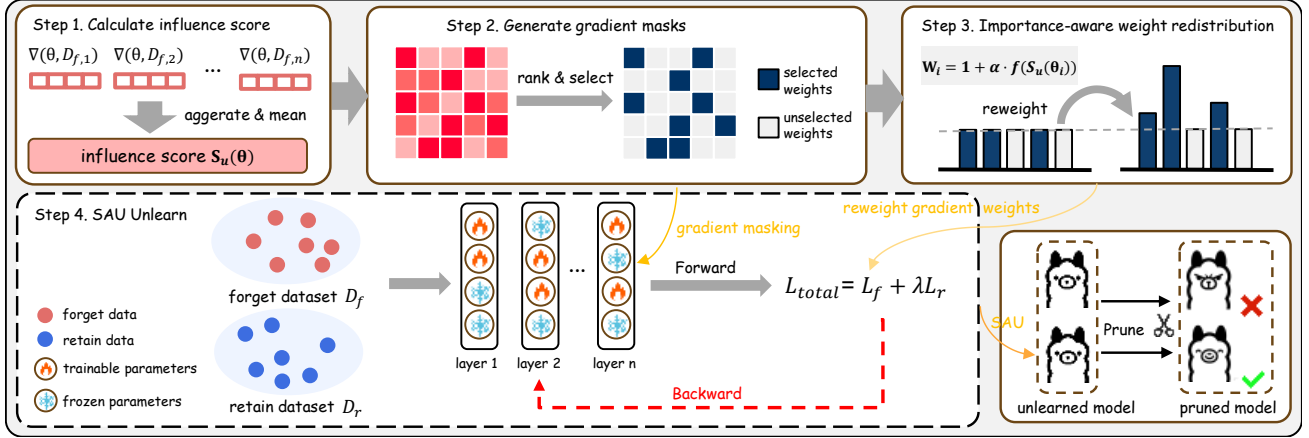 Step 1. Calculate influence score
∇(θ, D_{f,1}) ∇(θ, D_{f,2}) ... ∇(θ, D_{f,n})
aggerate & mean
influence score S_u(θ)
Step 2. Generate gradient masks
rank & select
selected
weights
unselected
weights
Step 3. Importance-aware weight redistribution
W_i = 1 + α · f(S_u(θ_i))
reweight
Step 4. SAU Unlearn
forget dataset D_f
retain dataset D_r
forget data
retain data
trainable parameters
frozen parameters
...
layer 1 layer 2 layer n
gradient masking
Forward
reweight gradient weights
L_{total} = L_f + λL_r
Backward
SAU
Prune
unlearned model
pruned model